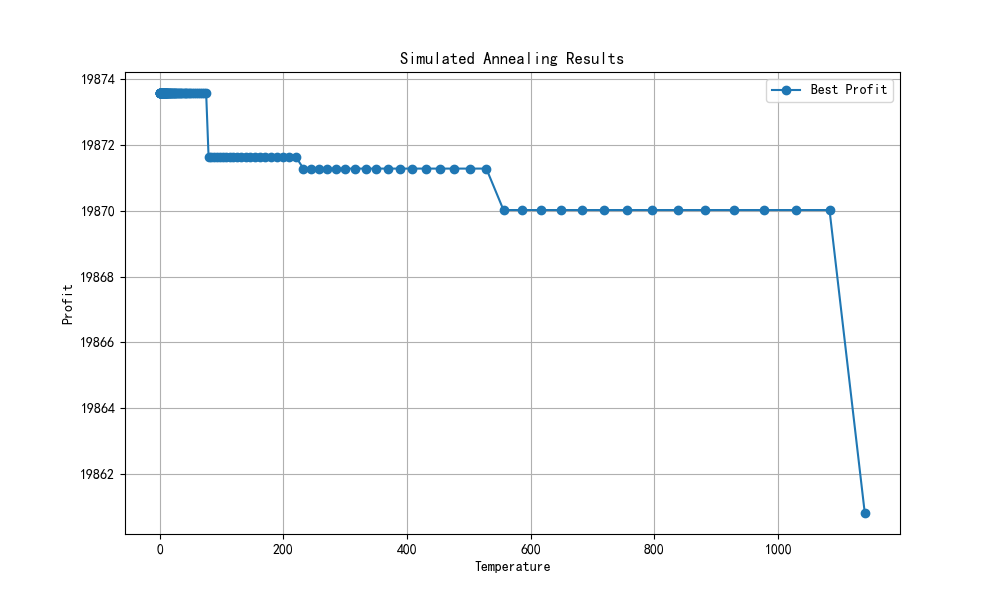 Simulated Annealing Results
Best Profit
Profit
19874
19872
19870
19868
19866
19864
19862
0 200 400 600 800 1000
Temperature